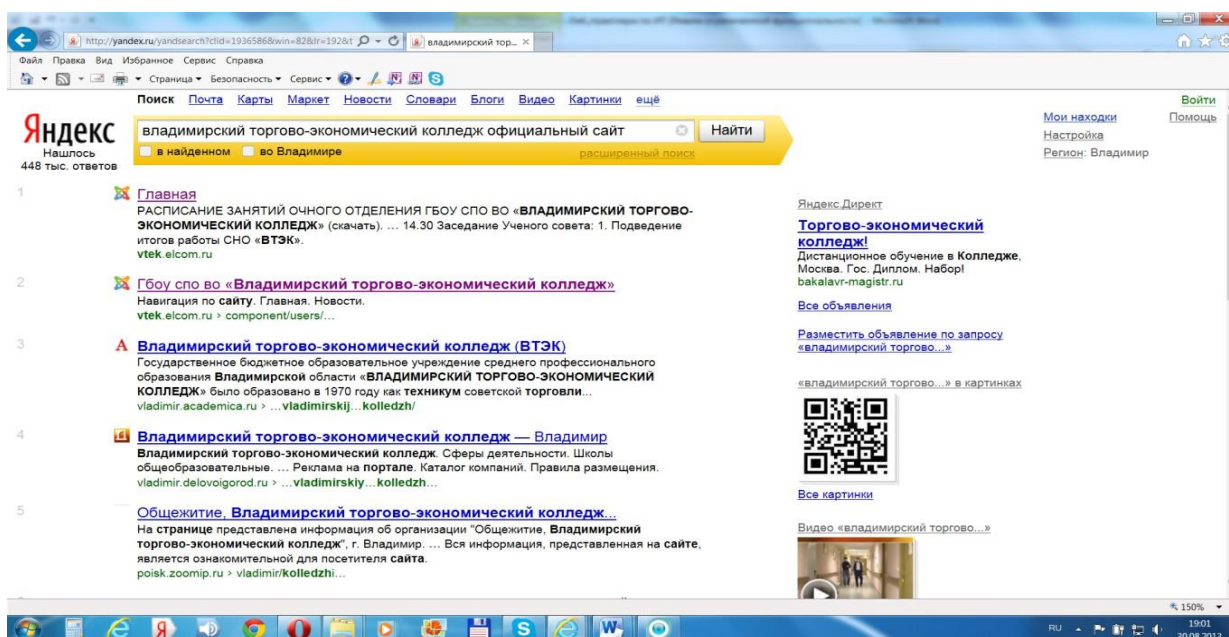 http://yandex.ru/yandsearch?clid=1936586&win=82&lr=192&t
владимирский тор...
Файл Правка Вид Избранное Сервис Справка
Страница Безопасность Сервис
Поиск Почта Карты Маркет Новости Словари Блоги Видео Картинки ещё
Войти
Яндекс
Нашлось
448 тыс. ответов
владимирский торгово-экономический колледж официальный сайт
Найти
в найденном во Владимире расширенный поиск
Мои находки
Настройка
Регион: Владимир
Помощь
1
Главная
РАСПИСАНИЕ ЗАНЯТИЙ ОЧНОГО ОТДЕЛЕНИЯ ГБОУ СПО ВО «ВЛАДИМИРСКИЙ ТОРГОВО-
ЭКОНОМИЧЕСКИЙ КОЛЛЕДЖ» (скачать). ... 14.30 Заседание Ученого совета: 1. Подведение
итогов работы СНО «ВТЭК».
vtek.elcom.ru
2
Гбоу спо во «Владимирский торгово-экономический колледж»
Навигация по сайту. Главная. Новости.
vtek.elcom.ru > component/users/...
3
Владимирский торгово-экономический колледж (ВТЭК)
Государственное бюджетное образовательное учреждение среднего профессионального
образования Владимирской области «ВЛАДИМИРСКИЙ ТОРГОВО-ЭКОНОМИЧЕСКИЙ
КОЛЛЕДЖ» было образовано в 1970 году как техникум советской торговли...
vladimir.academica.ru > ...vladimirskij...kolledzh/
4
Владимирский торгово-экономический колледж — Владимир
Владимирский торгово-экономический колледж. Сферы деятельности. Школы
общеобразовательные. ... Реклама на портале. Каталог компаний. Правила размещения.
vladimir.delovoigorod.ru > ...vladimirskiy...kolledzh...
5
Общежитие, Владимирский торгово-экономический колледж...
На странице представлена информация об организации "Общежитие, Владимирский
торгово-экономический колледж", г. Владимир. ... Вся информация, представленная на сайте,
является ознакомительной для посетителя сайта.
poisk.zoomip.ru > vladimir/kolledzhi...
Яндекс.Директ
Торгово-экономический
колледж!
Дистанционное обучение в Колледже,
Москва. Гос. Диплом. Набор!
bakalavr-magistr.ru
Все объявления
Разместить объявление по запросу
«владимирский торгово...»
«владимирский торгово...» в картинках
Все картинки
Видео «владимирский торгово...»
150%
RU
19:01